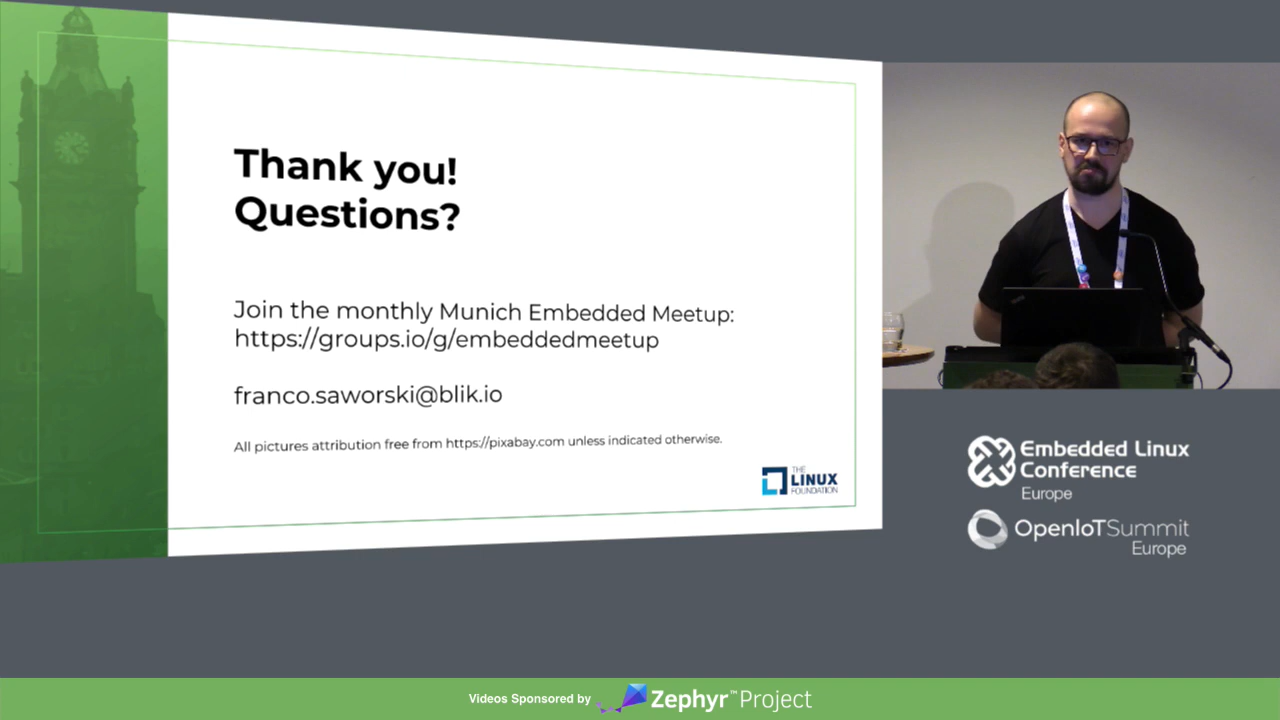 Thank you!
Questions?
Join the monthly Munich Embedded Meetup:
https://groups.io/g/embeddedmeetup
franco.saworski@blik.io
All pictures attribution free from https://pixabay.com unless indicated otherwise.
THE
LINUX
FOUNDATION
Embedded Linux
Conference
Europe
OpenIoTSummit
Europe
Videos Sponsored by Zephyr™Project